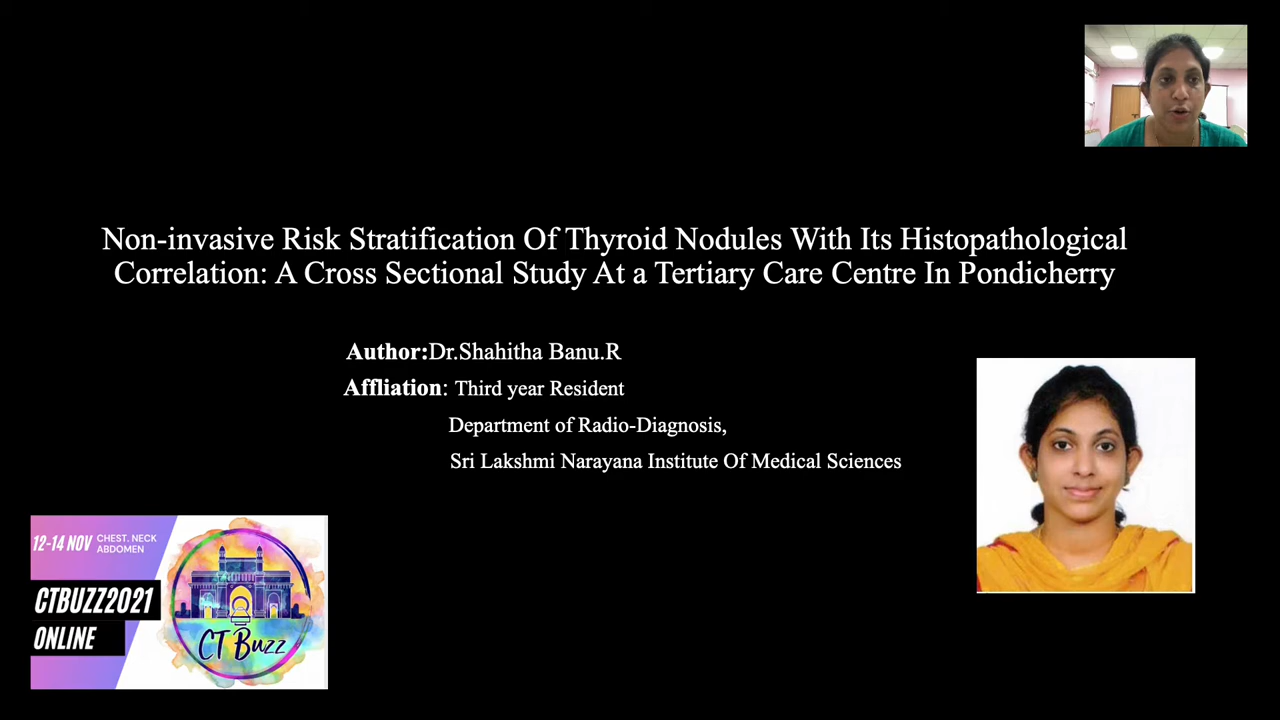 Non-invasive Risk Stratification Of Thyroid Nodules With Its Histopathological
Correlation: A Cross Sectional Study At a Tertiary Care Centre In Pondicherry
Author:Dr.Shahitha Banu.R
Affliation: Third year Resident
Department of Radio-Diagnosis,
Sri Lakshmi Narayana Institute Of Medical Sciences
12-14 NOV
CHEST. NECK
ABDOMEN
CTBUZZ2021
ONLINE
CT Buzz